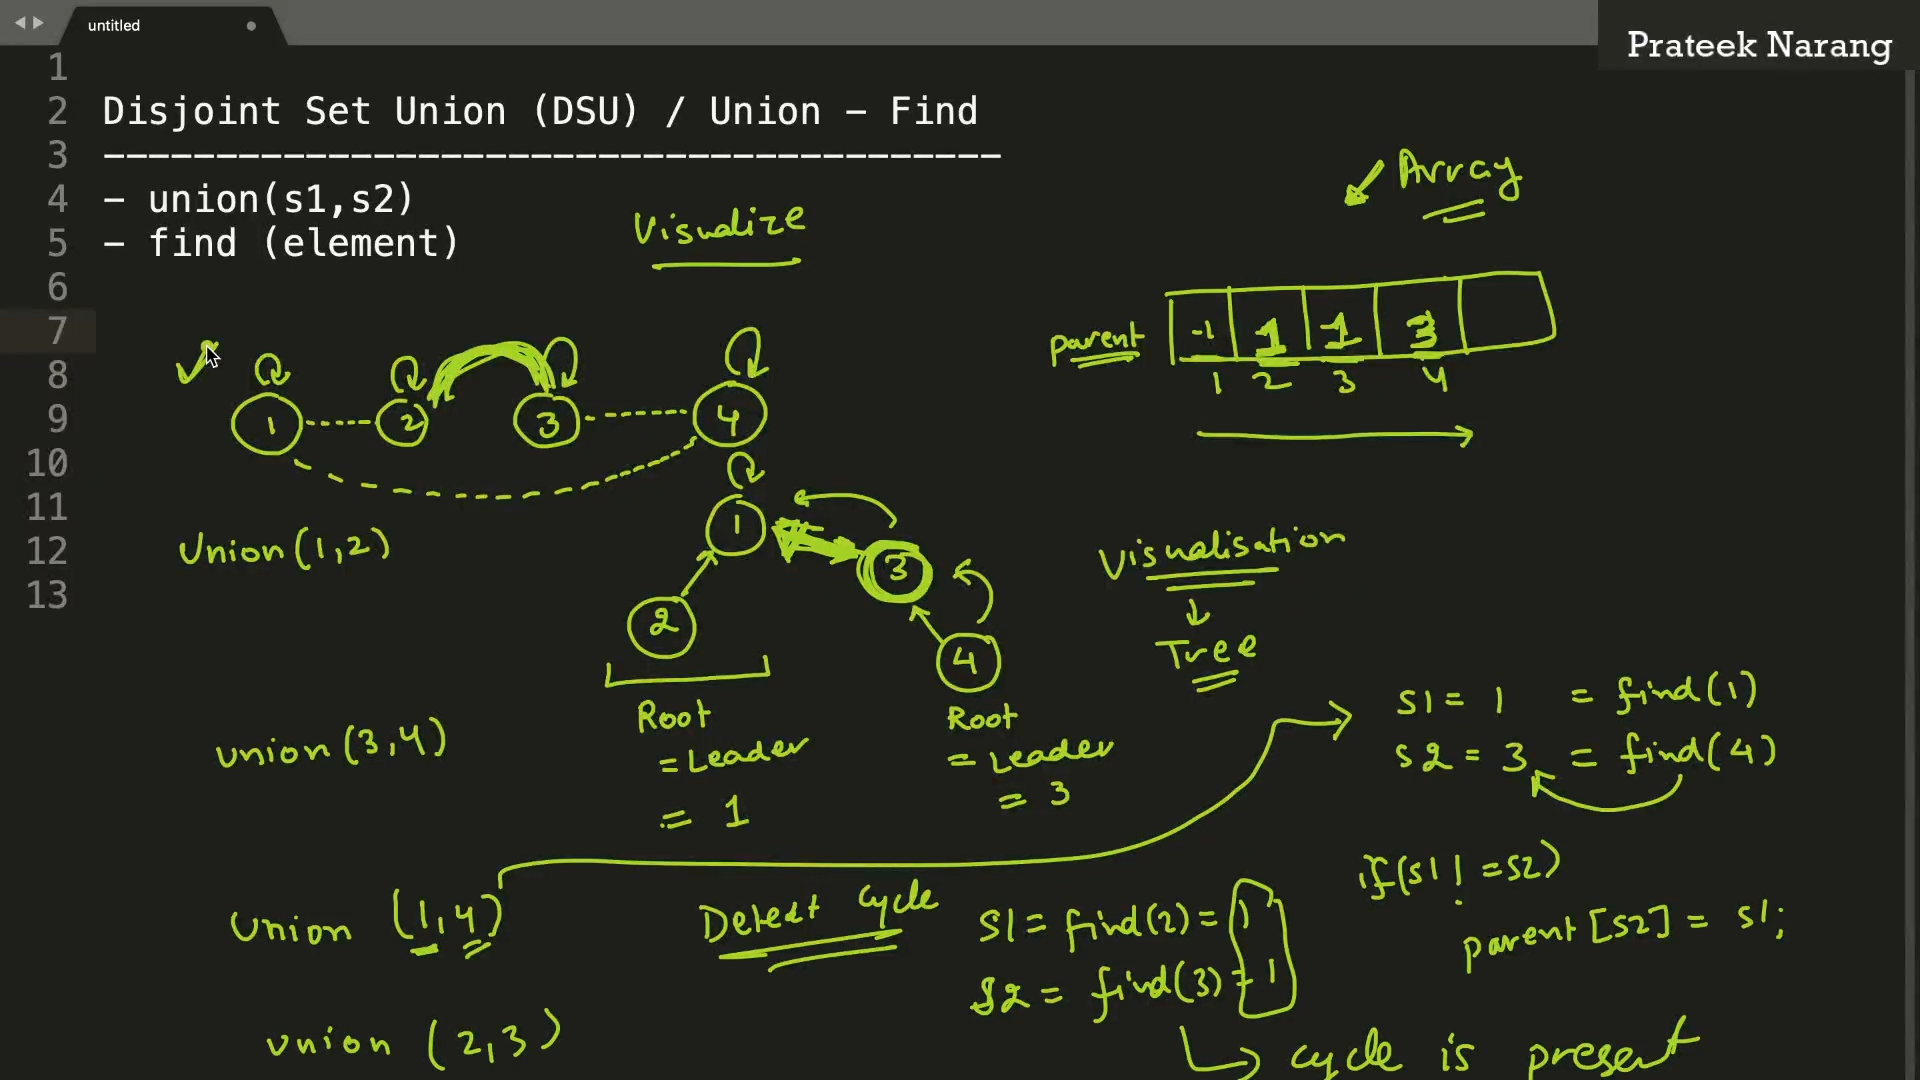 untitled
Prateek Narang
1
2 Disjoint Set Union (DSU) / Union - Find
3 ----------------------------------------
4 - union(s1,s2)
5 - find (element)
6
7
8
9
10
11
12
13
Visualize
Array
parent -1 1 1 3
1 2 3 4
1 2 3 4
Union(1,2)
1
3
2
4
Visualisation
Tree
union(3,4)
Root
=Leader
= 1
Root
= Leader
= 3
S1 = 1 = find(1)
S2 = 3 = find(4)
if(s1 != s2)
parent[s2] = s1;
Union (1,4)
Detect cycle
S1 = find(2) = 1
S2 = find(3) = 1
union (2,3)
cycle is present